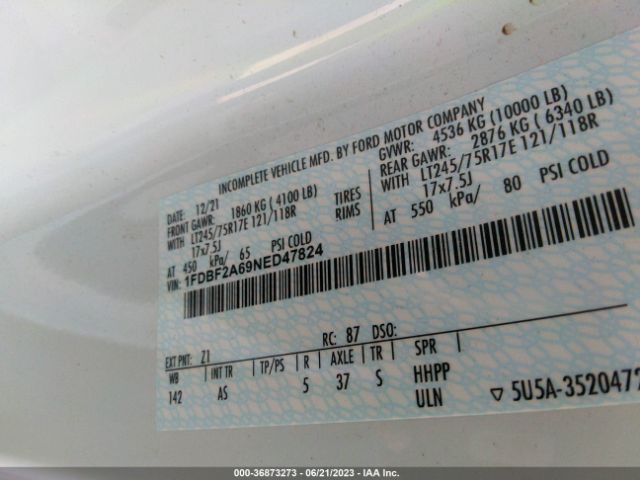 INCOMPLETE VEHICLE MFD. BY FORD MOTOR COMPANY
DATE: 12/21 GVWR: 4536 KG (10000 LB)
FRONT GAWR: 1860 KG (4100 LB) REAR GAWR: 2876 KG (6340 LB)
WITH LT245/75R17E 121/118R TIRES WITH LT245/75R17E 121/118R
17x7.5J RIMS 17x7.5J
AT 450 kPa/ 65 PSI COLD AT 550 kPa/ 80 PSI COLD
VIN: 1FDBF2A69NED47824
EXT PNT: Z1 RC: 87 DSO:
WB INT TR TP/PS R AXLE TR SPR
142 AS 5 37 S HHPP
ULN
▽ 5U5A-3520472
000-36873273 - 06/21/2023 - IAA Inc.